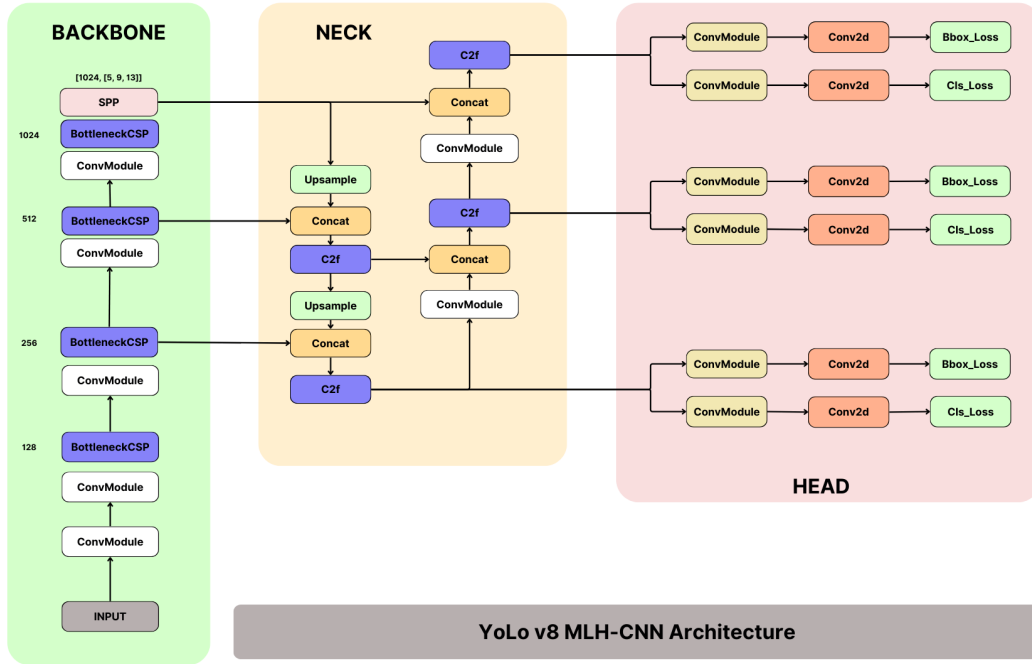 BACKBONE
[1024, [5, 9, 13]]
SPP
1024
BottleneckCSP
ConvModule
512
BottleneckCSP
ConvModule
256
BottleneckCSP
ConvModule
128
BottleneckCSP
ConvModule
ConvModule
INPUT
NECK
Upsample
Concat
C2f
Upsample
Concat
C2f
C2f
Concat
ConvModule
C2f
Concat
ConvModule
ConvModule
Conv2d
Bbox_Loss
ConvModule
Conv2d
Cls_Loss
ConvModule
Conv2d
Bbox_Loss
ConvModule
Conv2d
Cls_Loss
ConvModule
Conv2d
Bbox_Loss
ConvModule
Conv2d
Cls_Loss
HEAD
YoLo v8 MLH-CNN Architecture